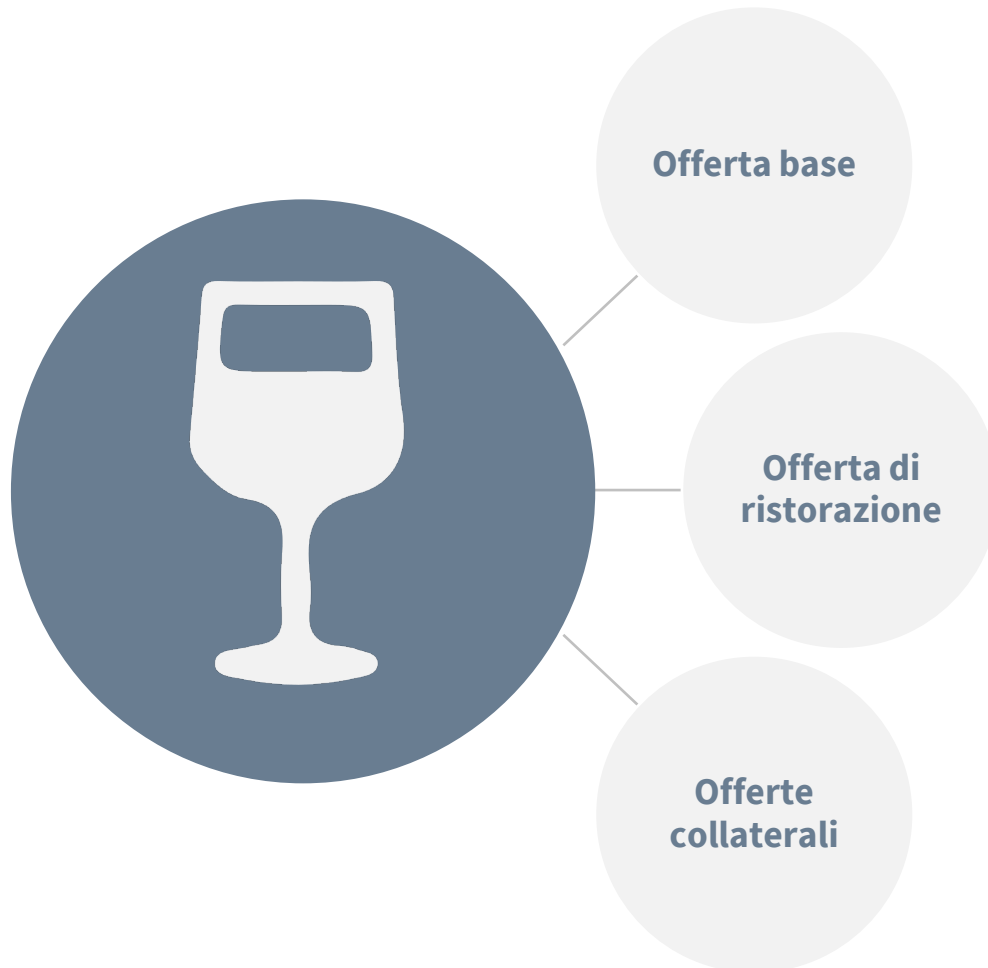 Offerta base
Offerta di
ristorazione
Offerte
collaterali